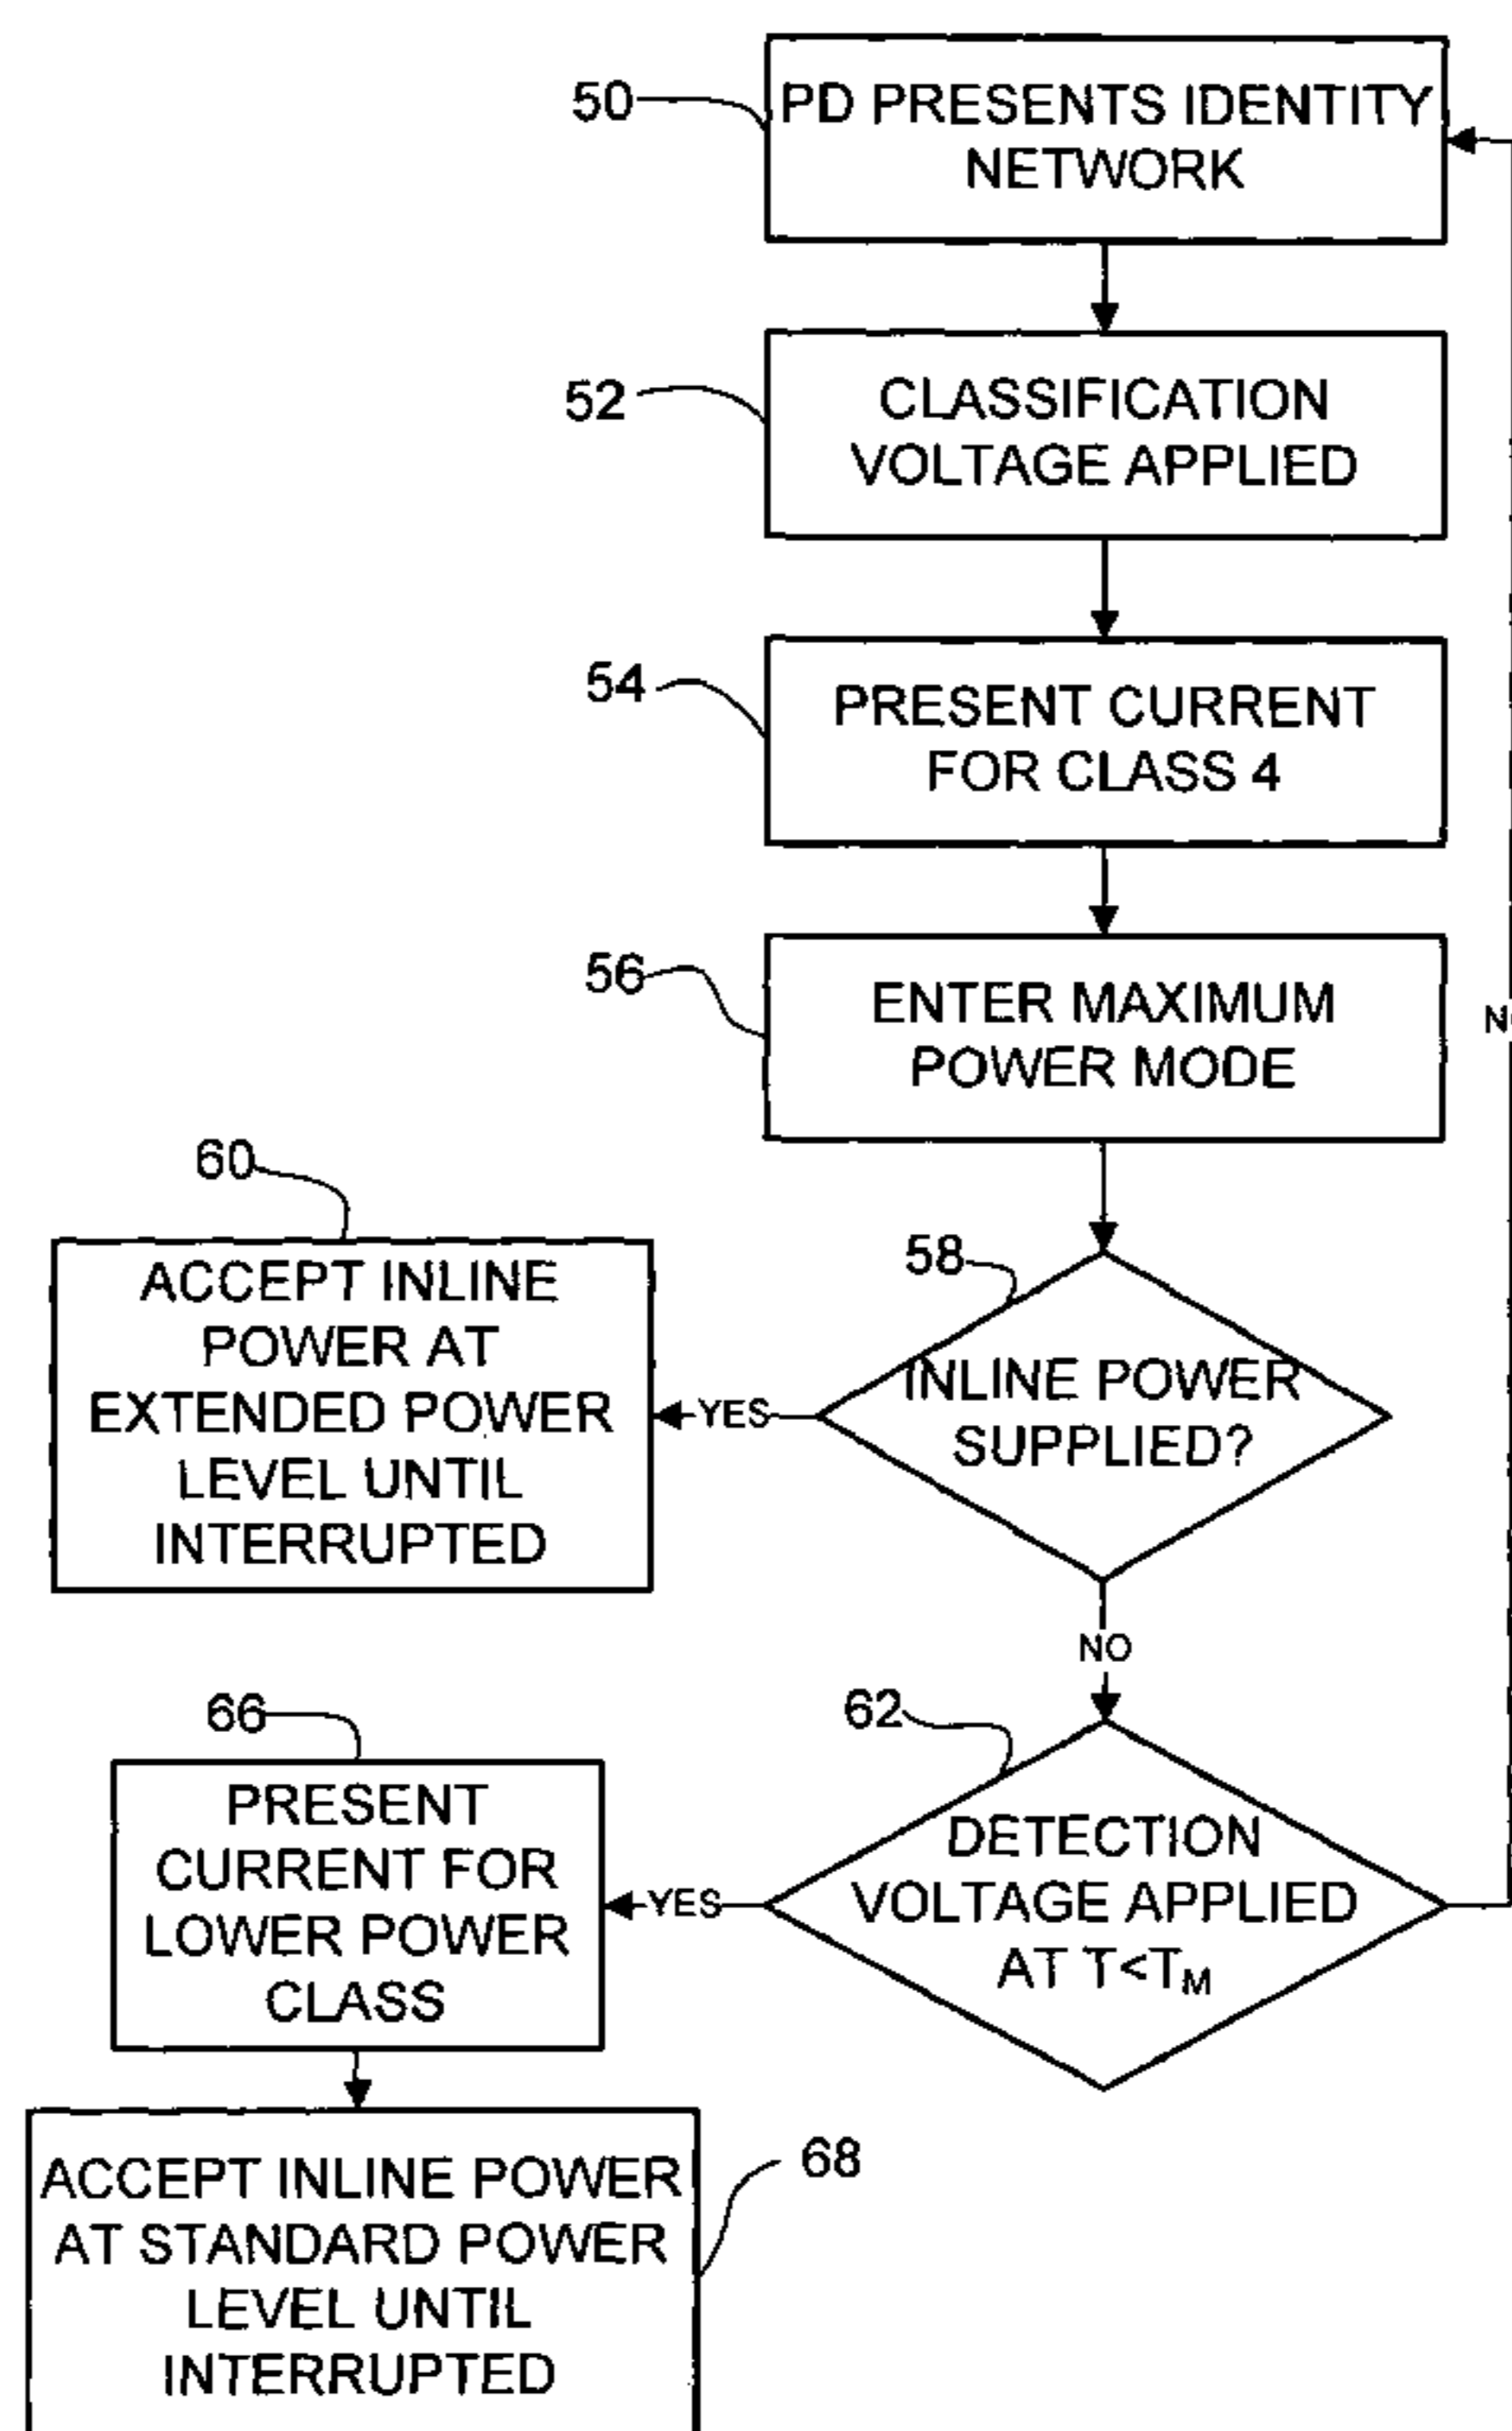 50
PD PRESENTS IDENTITY
NETWORK
52
CLASSIFICATION
VOLTAGE APPLIED
54
PRESENT CURRENT
FOR CLASS 4
56
ENTER MAXIMUM
POWER MODE
60
ACCEPT INLINE
POWER AT
EXTENDED POWER
LEVEL UNTIL
INTERRUPTED
58
INLINE POWER
SUPPLIED?
YES
NO
62
DETECTION
VOLTAGE APPLIED
AT T<TM
YES
66
PRESENT
CURRENT FOR
LOWER POWER
CLASS
68
ACCEPT INLINE POWER
AT STANDARD POWER
LEVEL UNTIL
INTERRUPTED